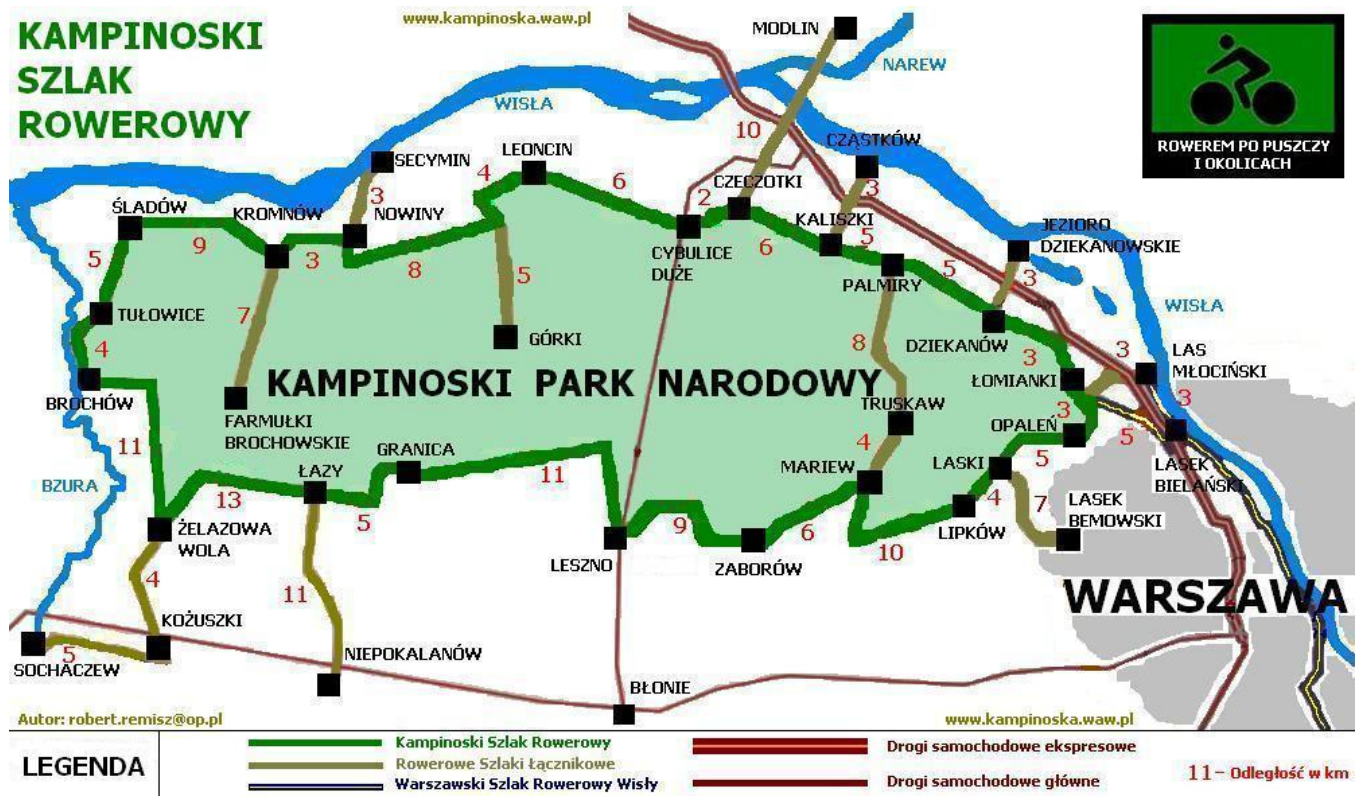 KAMPINOSKI
SZLAK
ROWEROWY
www.kampinoska.waw.pl
MODLIN
NAREW
WISŁA
10
CZĄSTKÓW
ROWEREM PO PUSZCZY
I OKOLICACH
SECYMIN
LEONCIN
4
6
2
CZECZOTKI
3
3
ŚLADÓW
KROMNÓW
NOWINY
KALISZKI
JEZIORO
DZIEKANOWSKIE
9
3
8
5
CYBULICE
DUŻE
6
5
PALMIRY
5
3
5
TUŁOWICE
7
GÓRKI
8
DZIEKANÓW
WISŁA
4
3
3
LAS
MŁOCIŃSKI
BROCHÓW
KAMPINOSKI PARK NARODOWY
ŁOMIANKI
3
FARMUŁKI
BROCHOWSKIE
TRUSKAW
3
OPALEŃ
5
11
GRANICA
11
4
LASKI
5
LASEK
BIELAŃSKI
BZURA
ŁAZY
13
5
MARIEW
4
7
LASEK
BEMOWSKI
ŻELAZOWA
WOLA
LESZNO
9
ZABORÓW
6
10
LIPKÓW
4
11
WARSZAWA
KOŻUSZKI
SOCHACZEW
5
NIEPOKALANÓW
BŁONIE
Autor: robert.remisz@op.pl
www.kampinoska.waw.pl
LEGENDA
Kampinoski Szlak Rowerowy
Rowerowe Szlaki Łącznikowe
Warszawski Szlak Rowerowy Wisły
Drogi samochodowe ekspresowe
Drogi samochodowe główne
11- Odległość w km